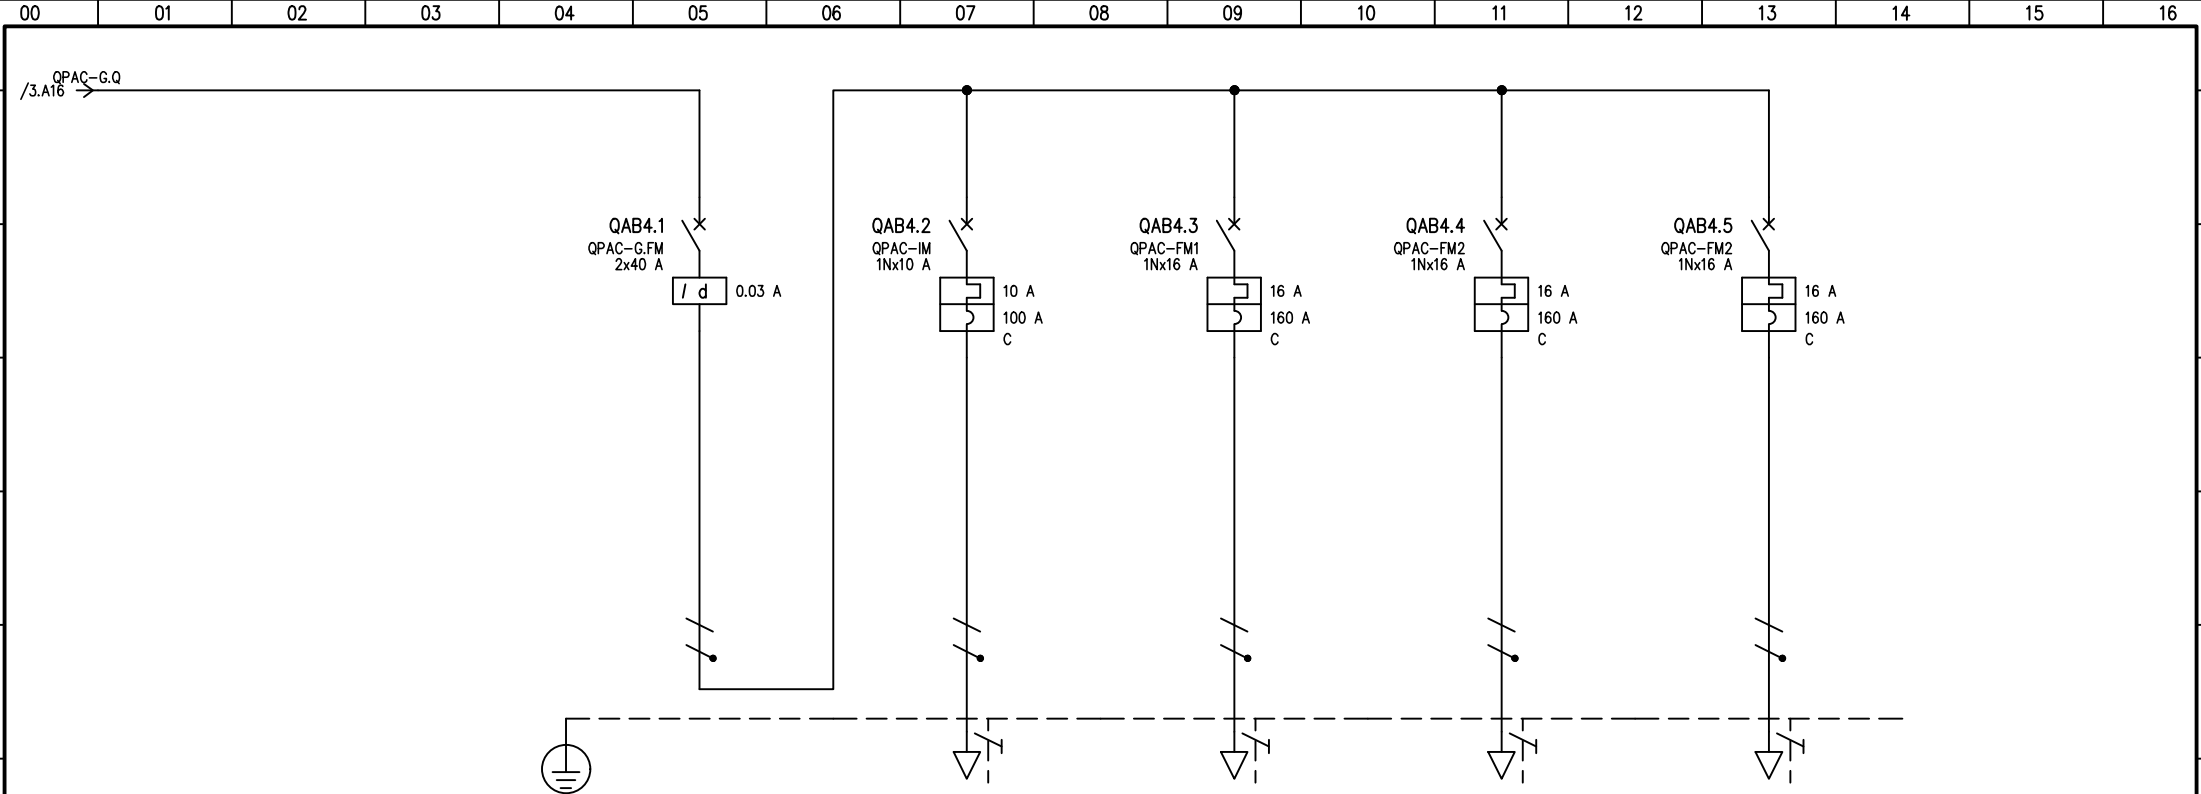 00 01 02 03 04 05 06 07 08 09 10 11 12 13 14 15 16
QPAC-G.Q
/3.A16
QAB4.1
QPAC-G.FM
2x40 A
I d
0.03 A
QAB4.2
QPAC-IM
1Nx10 A
10 A
100 A
C
QAB4.3
QPAC-FM1
1Nx16 A
16 A
160 A
C
QAB4.4
QPAC-FM2
1Nx16 A
16 A
160 A
C
QAB4.5
QPAC-FM2
1Nx16 A
16 A
160 A
C